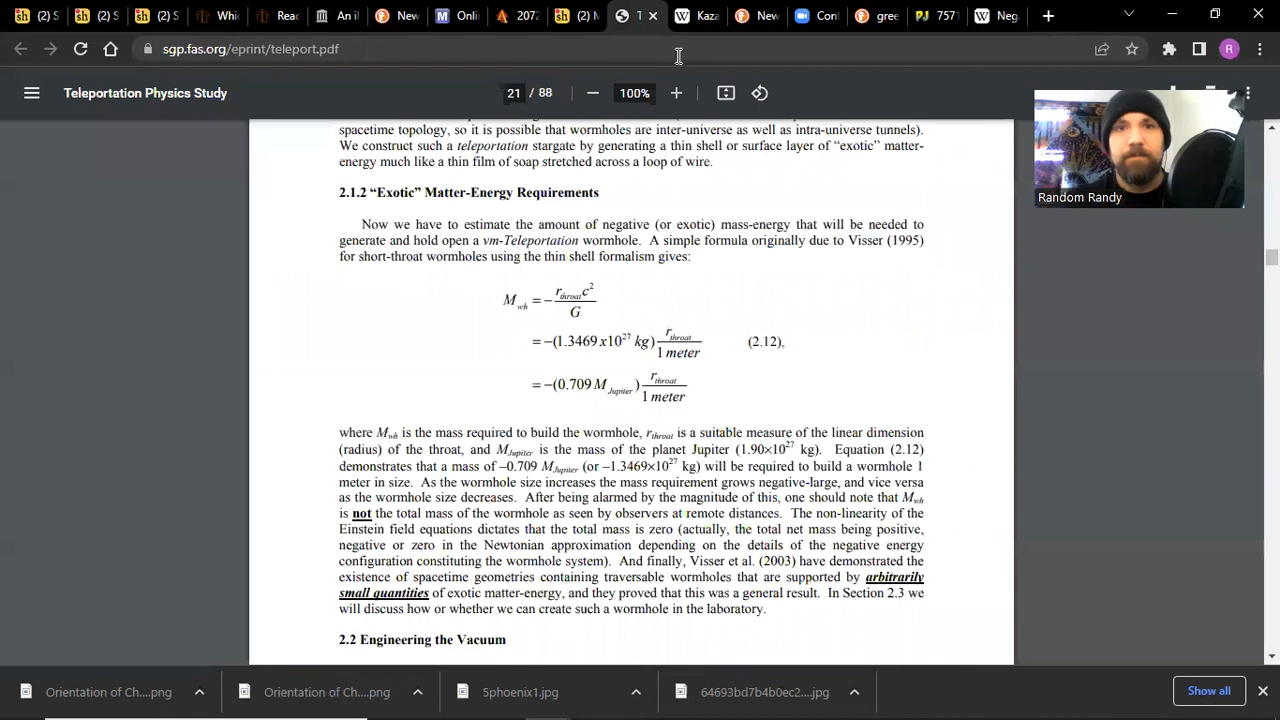 (2) S
(2) S
(2) S
Whi
Rea
An il
New
Onli
2072
(2) M
T
Kaza
New
Conf
gree
7571
Neg
sgp.fas.org/eprint/teleport.pdf
R
Teleportation Physics Study
21 / 88
100%
Random Randy
spacetime topology, so it is possible that wormholes are inter-universe as well as intra-universe tunnels).
We construct such a teleportation stargate by generating a thin shell or surface layer of “exotic” matter-
energy much like a thin film of soap stretched across a loop of wire.
2.1.2 “Exotic” Matter-Energy Requirements
Now we have to estimate the amount of negative (or exotic) mass-energy that will be needed to
generate and hold open a vm-Teleportation wormhole. A simple formula originally due to Visser (1995)
for short-throat wormholes using the thin shell formalism gives:
M_wh = − r_throat c² / G
= −(1.3469x10²⁷ kg) r_throat / 1 meter (2.12),
= −(0.709 M_Jupiter) r_throat / 1 meter
where M_wh is the mass required to build the wormhole, r_throat is a suitable measure of the linear dimension
(radius) of the throat, and M_Jupiter is the mass of the planet Jupiter (1.90×10²⁷ kg). Equation (2.12)
demonstrates that a mass of –0.709 M_Jupiter (or –1.3469×10²⁷ kg) will be required to build a wormhole 1
meter in size. As the wormhole size increases the mass requirement grows negative-large, and vice versa
as the wormhole size decreases. After being alarmed by the magnitude of this, one should note that M_wh
is not the total mass of the wormhole as seen by observers at remote distances. The non-linearity of the
Einstein field equations dictates that the total mass is zero (actually, the total net mass being positive,
negative or zero in the Newtonian approximation depending on the details of the negative energy
configuration constituting the wormhole system). And finally, Visser et al. (2003) have demonstrated the
existence of spacetime geometries containing traversable wormholes that are supported by arbitrarily
small quantities of exotic matter-energy, and they proved that this was a general result. In Section 2.3 we
will discuss how or whether we can create such a wormhole in the laboratory.
2.2 Engineering the Vacuum
Orientation of Ch....png
Orientation of Ch....png
5phoenix1.jpg
64693bd7b4b0ec2....jpg
Show all